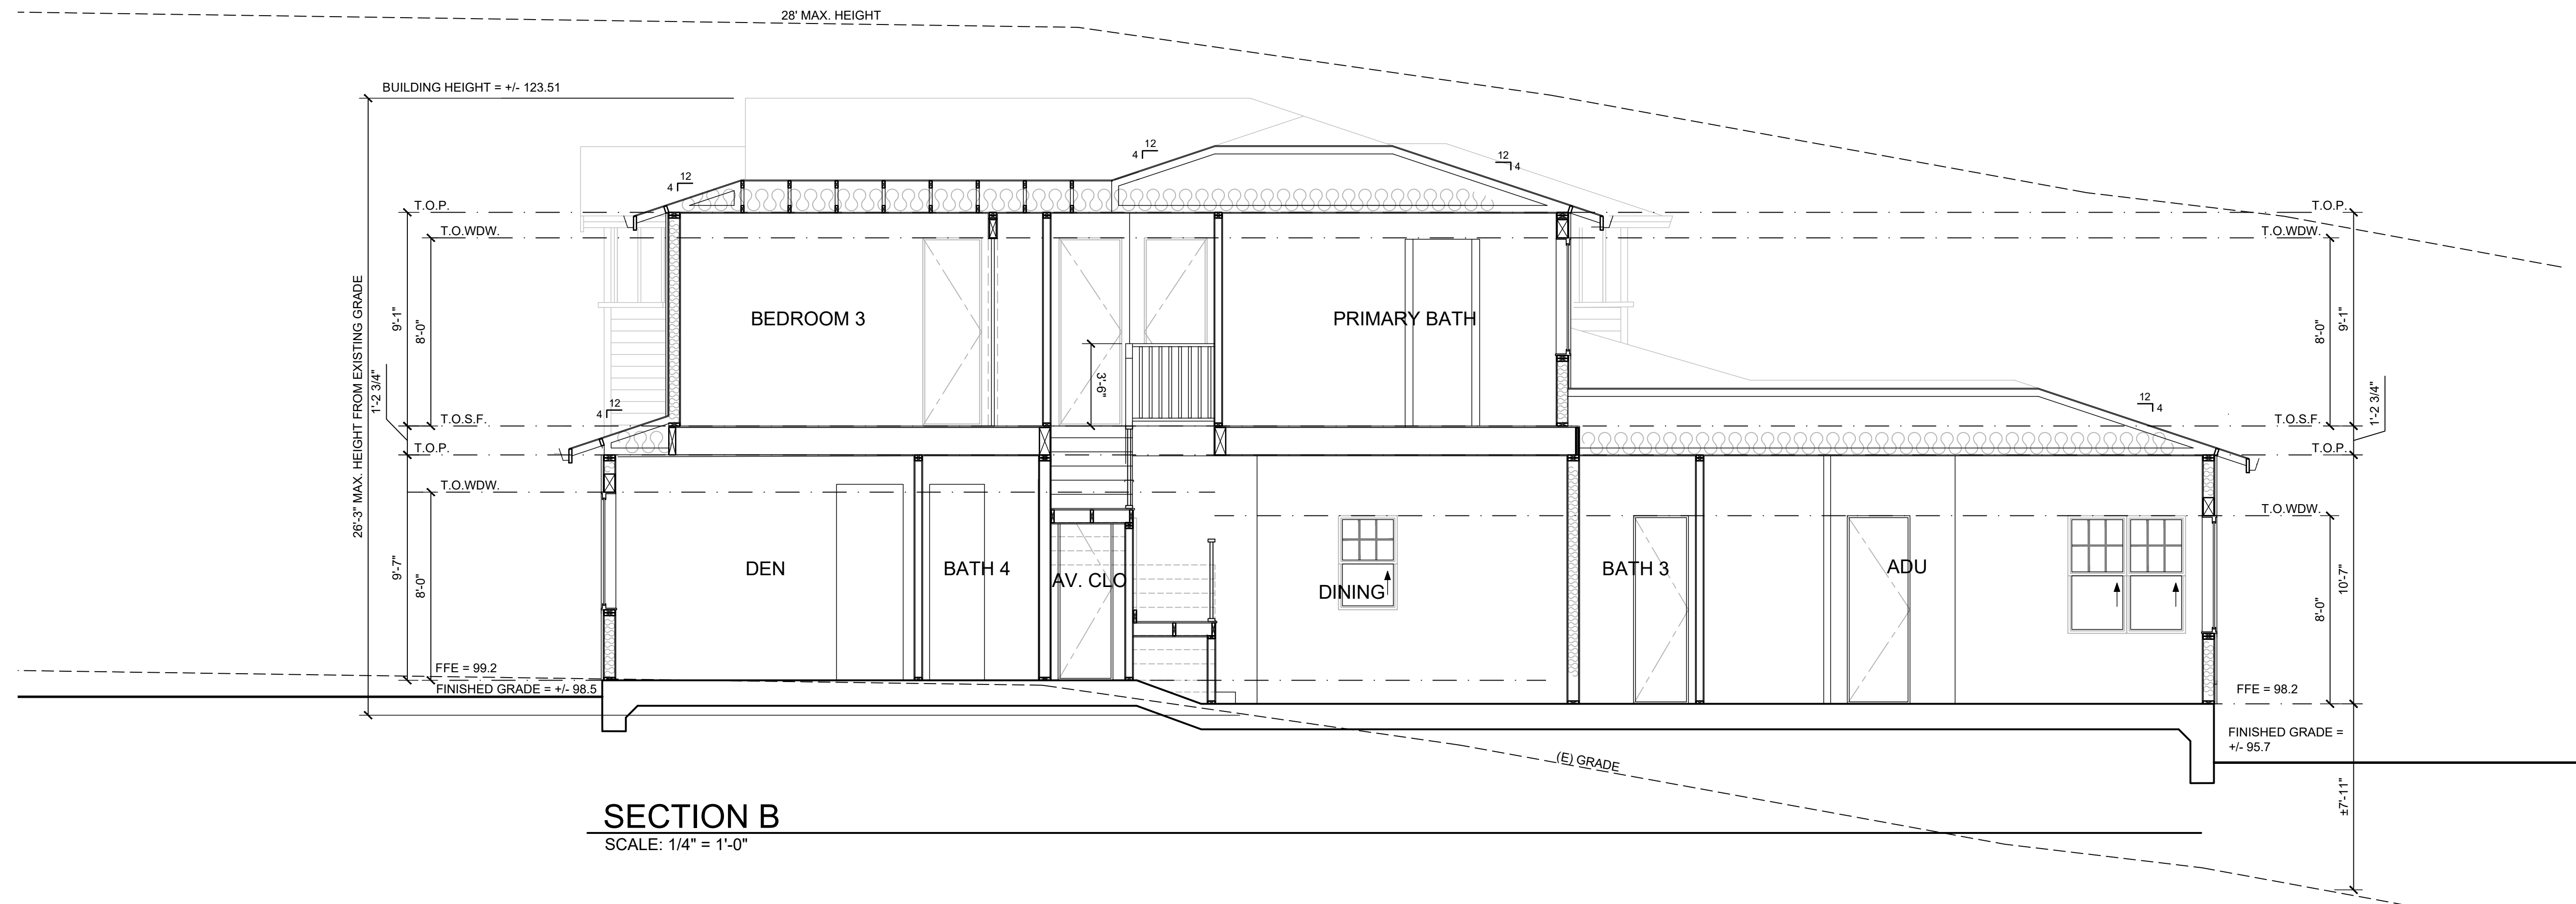 28' MAX. HEIGHT
BUILDING HEIGHT = +/- 123.51
12
4
12
4
12
4
T.O.P.
T.O.P.
T.O.WDW.
T.O.WDW.
26'-3" MAX. HEIGHT FROM EXISTING GRADE
9'-1"
8'-0"
BEDROOM 3
PRIMARY BATH
8'-0"
9'-1"
1'-2 3/4"
3'-6"
1'-2 3/4"
12
4
12
4
T.O.S.F.
T.O.S.F.
T.O.P.
T.O.P.
T.O.WDW.
T.O.WDW.
9'-7"
8'-0"
DEN
BATH 4
AV. CLO
DINING
BATH 3
ADU
8'-0"
10'-7"
FFE = 99.2
FINISHED GRADE = +/- 98.5
FFE = 98.2
FINISHED GRADE =
+/- 95.7
(E) GRADE
±7'-11"
SECTION B
SCALE: 1/4" = 1'-0"